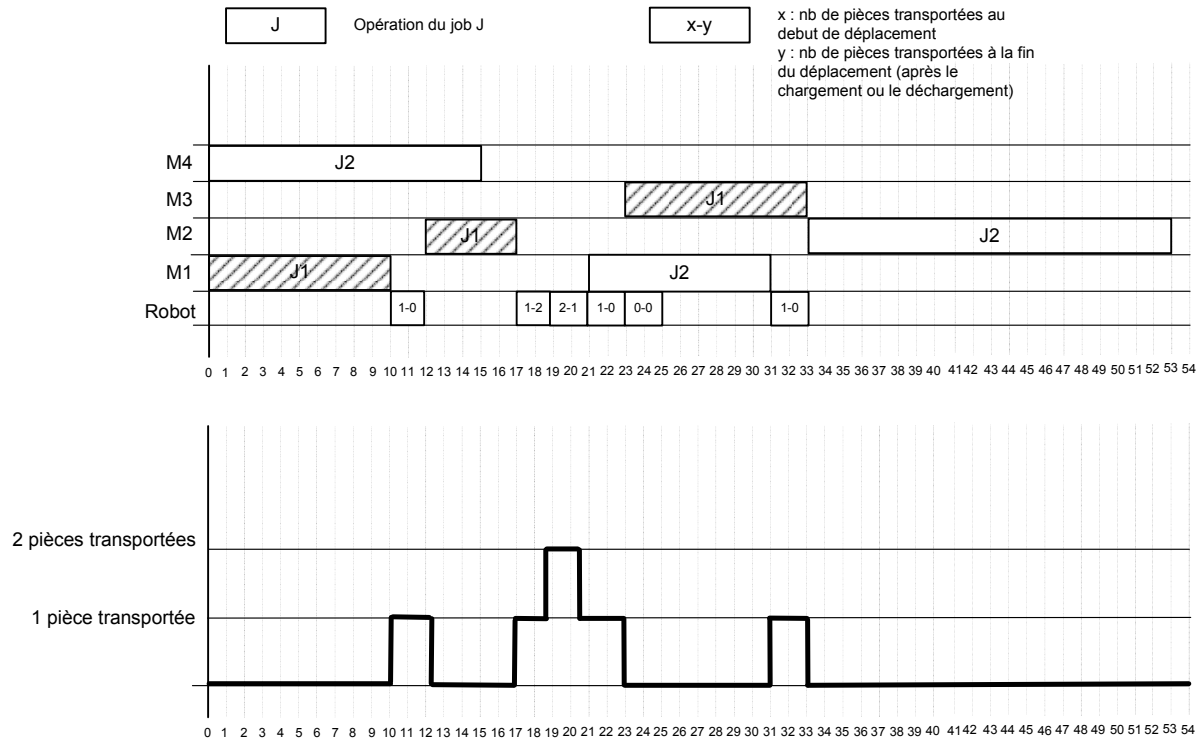 J
Opération du job J
x-y
x : nb de pièces transportées au
debut de déplacement
y : nb de pièces transportées à la fin
du déplacement (après le
chargement ou le déchargement)
M4
J2
M3
J1
M2
J1
J2
M1
J1
J2
Robot
1-0
1-2
2-1
1-0
0-0
1-0
0 1 2 3 4 5 6 7 8 9 10 11 12 13 14 15 16 17 18 19 20 21 22 23 24 25 26 27 28 29 30 31 32 33 34 35 36 37 38 39 40 41 42 43 44 45 46 47 48 49 50 51 52 53 54
2 pièces transportées
1 pièce transportée
0 1 2 3 4 5 6 7 8 9 10 11 12 13 14 15 16 17 18 19 20 21 22 23 24 25 26 27 28 29 30 31 32 33 34 35 36 37 38 39 40 41 42 43 44 45 46 47 48 49 50 51 52 53 54